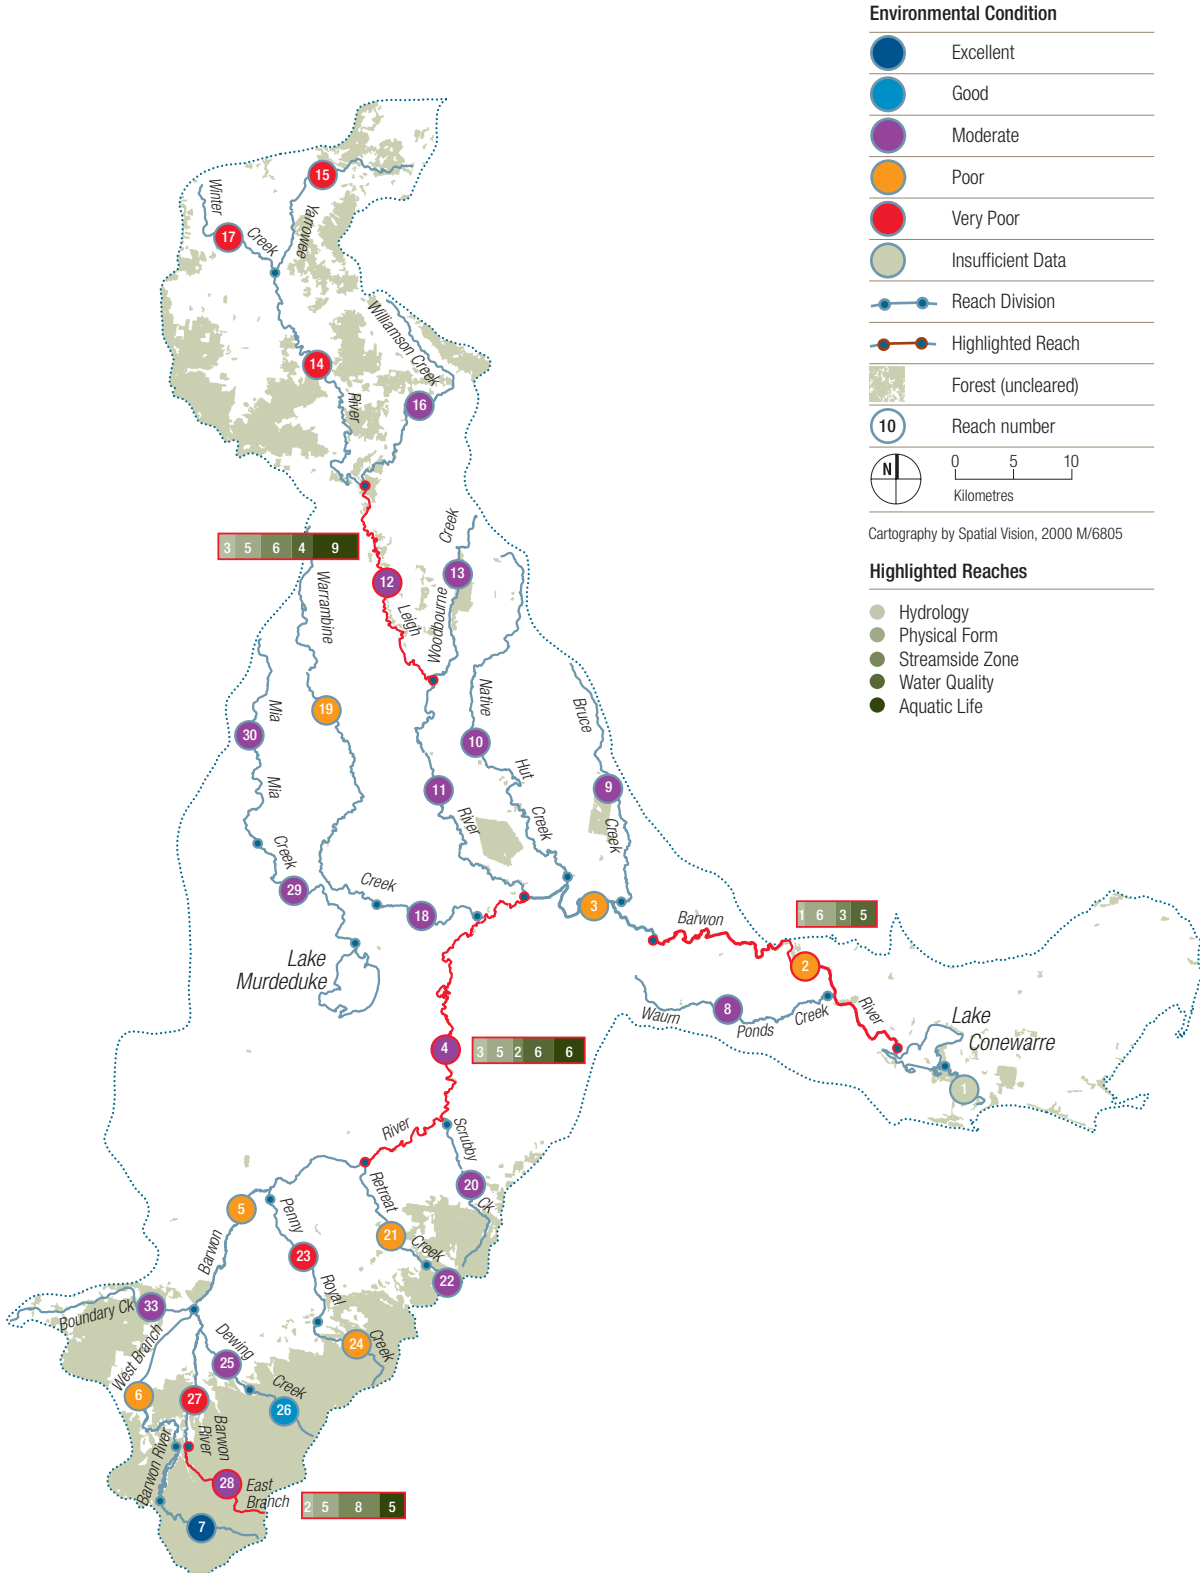 Environmental Condition
Excellent
Good
Moderate
Poor
Very Poor
Insufficient Data
Reach Division
Highlighted Reach
Forest (uncleared)
10 Reach number
N
0 5 10
Kilometres
Cartography by Spatial Vision, 2000 M/6805
Highlighted Reaches
Hydrology
Physical Form
Streamside Zone
Water Quality
Aquatic Life
15
Winter
Yarrowee
17
Creek
Williamson Creek
14
River
16
Creek
3 5 6 4 9
Warrambine
12
13
Leigh
Woodbourne
Native
Mia
19
Bruce
30
10
Hut
Mia
11
9
River
Creek
Creek
Creek
Creek
29
18
3
1 6 3 5
Barwon
Lake
Murdeduke
2
8
Waurn
Ponds
Creek
River
Lake
Conewarre
4
3 5 2 6 6
1
River
Scrubby
Retreat
20
Ck
5
Penny
21
Creek
Barwon
23
22
Royal
Boundary Ck
33
West Branch
Dewing
24
Creek
25
6
27
Creek
26
Barwon
River
Barwon River
28
East
Branch
2 5 8 5
7